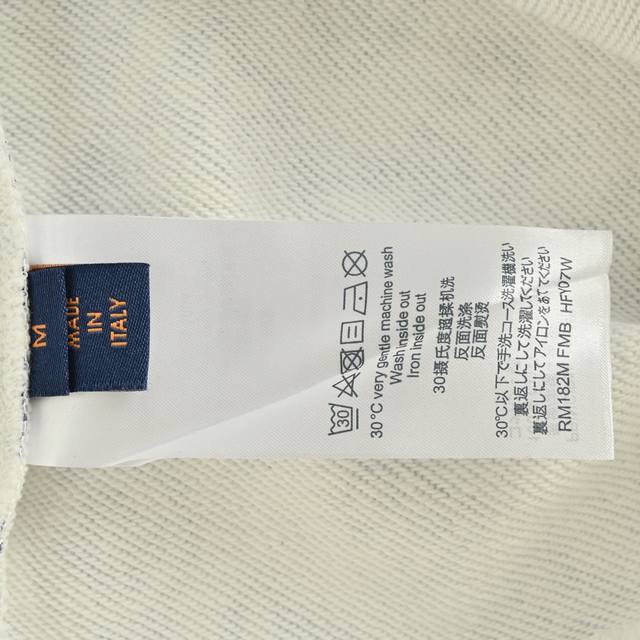 M
MADE
IN
ITALY
30
30°C very gentle machine wash
Wash inside out
Iron inside out
30摄氏度超揉机洗
反面洗涤
反面熨烫
30℃以下で手洗コース洗濯機洗い
裏返しにして洗濯してください
裏返しにしてアイロンをあてください
RM182M FMB HFY07W